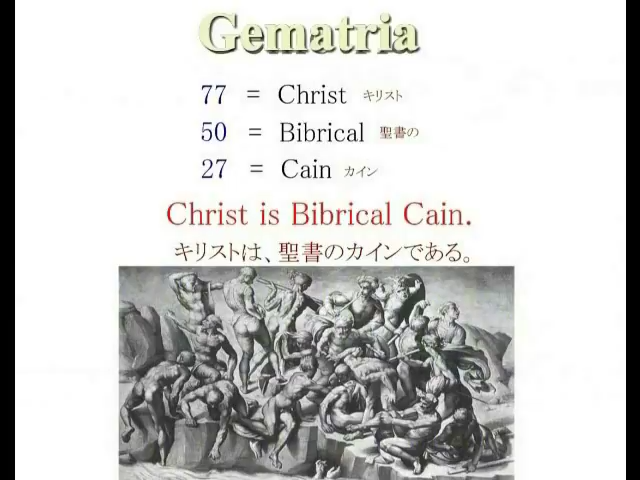 Gematria
77 = Christ キリスト
50 = Bibrical 聖書の
27 = Cain カイン
Christ is Bibrical Cain.
キリストは、聖書のカインである。